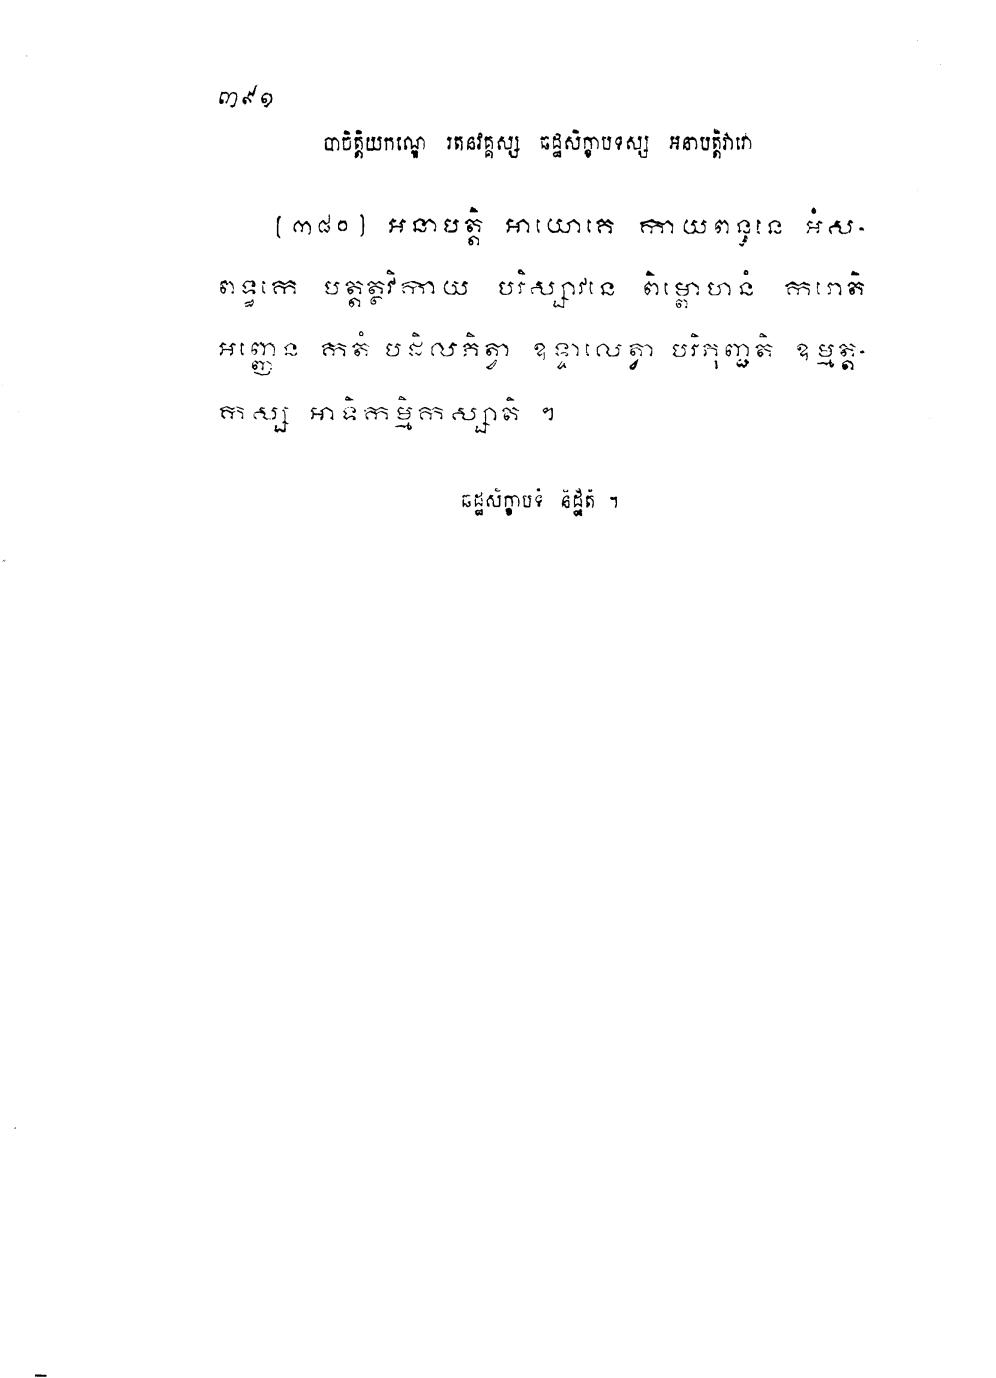 ៣៩១
បាចិត្តិយកណ្ឌេ រតនវគ្គស្ស ឆដ្ឋសិក្ខាបទស្ស អនាបត្តិវារោ
[៣៨០] អនាបត្តិ អាយោគេ កាយពន្ធនេ អំស-
ពទ្ធកេ បត្តត្ថវិកាយ បរិស្សាវនេ ពិម្ពោហនំ ករោតិ
អញ្ញេន កតំ បដិលភិត្វា ឧទ្ទាលេត្វា បរិភុញ្ជតិ ឧម្មត្ត-
កស្ស អាទិកម្មិកស្សាតិ ។
ឆដ្ឋសិក្ខាបទំ និដ្ឋិតំ ។